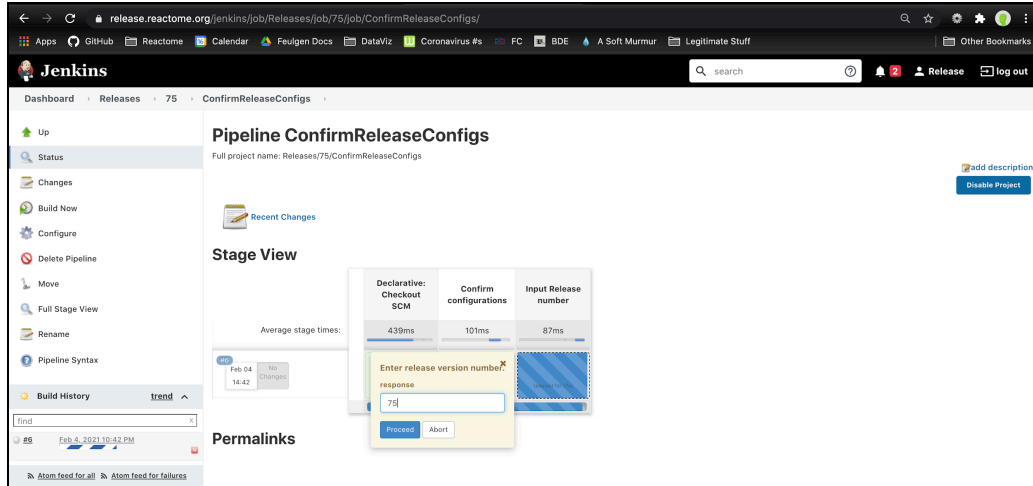 release.reactome.org/jenkins/job/Releases/job/75/job/ConfirmReleaseConfigs/
Apps GitHub Reactome Calendar Feulgen Docs DataViz Coronavirus #s FC BDE A Soft Murmur Legitimate Stuff Other Bookmarks
Jenkins search 2 Release log out
Dashboard Releases 75 ConfirmReleaseConfigs
Up
Status
Changes
Build Now
Configure
Delete Pipeline
Move
Full Stage View
Rename
Pipeline Syntax
Build History trend
find x
#6 Feb 4, 2021 10:42 PM
Atom feed for all Atom feed for failures
Pipeline ConfirmReleaseConfigs
Full project name: Releases/75/ConfirmReleaseConfigs
add description
Disable Project
Recent Changes
Stage View
Declarative:
Checkout
SCM
Confirm
configurations
Input Release
number
Average stage times:
439ms 101ms 87ms
#6
Feb 04
14:42
No
Changes
Enter release version number.
response
75
Proceed Abort
Permalinks